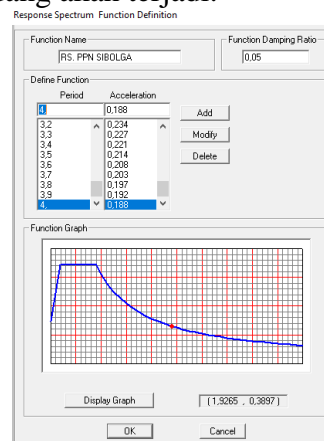 ang akan terjadi.
Response Spectrum Function Definition
Function Name
Function Damping Ratio
RS. PPN SIBOLGA
0,05
Define Function
Period Acceleration
4, 0,188
Add
3,2 0,234
3,3 0,227
3,4 0,221
3,5 0,214
3,6 0,208
3,7 0,203
3,8 0,197
3,9 0,192
4, 0,188
Modify
Delete
Function Graph
Display Graph
(1,9265 , 0,3897)
OK
Cancel